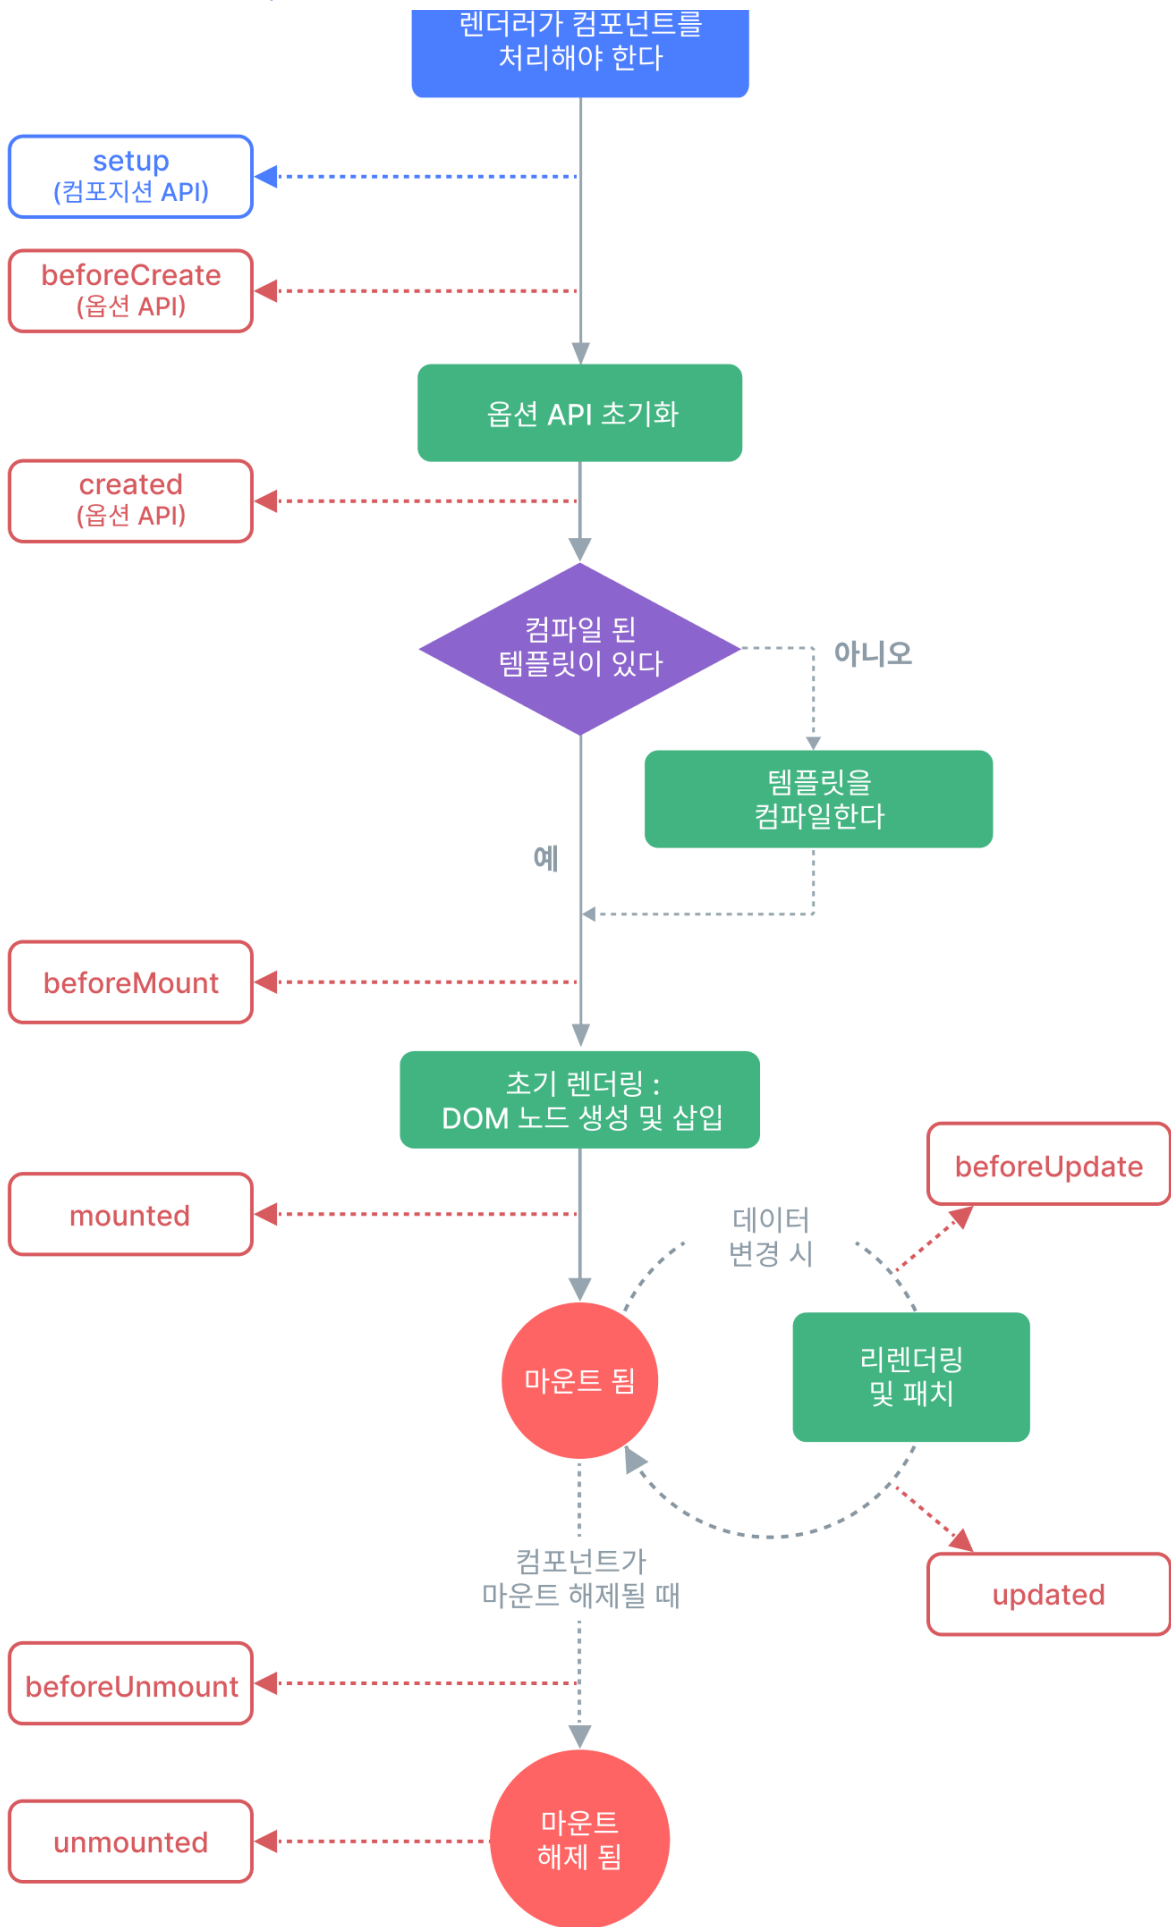 렌더러가 컴포넌트를
처리해야 한다
setup
(컴포지션 API)
beforeCreate
(옵션 API)
옵션 API 초기화
created
(옵션 API)
컴파일 된
템플릿이 있다
아니오
템플릿을
컴파일한다
예
beforeMount
초기 렌더링 :
DOM 노드 생성 및 삽입
beforeUpdate
mounted
데이터
변경 시
리렌더링
및 패치
마운트 됨
컴포넌트가
마운트 해제될 때
updated
beforeUnmount
마운트
해제 됨
unmounted